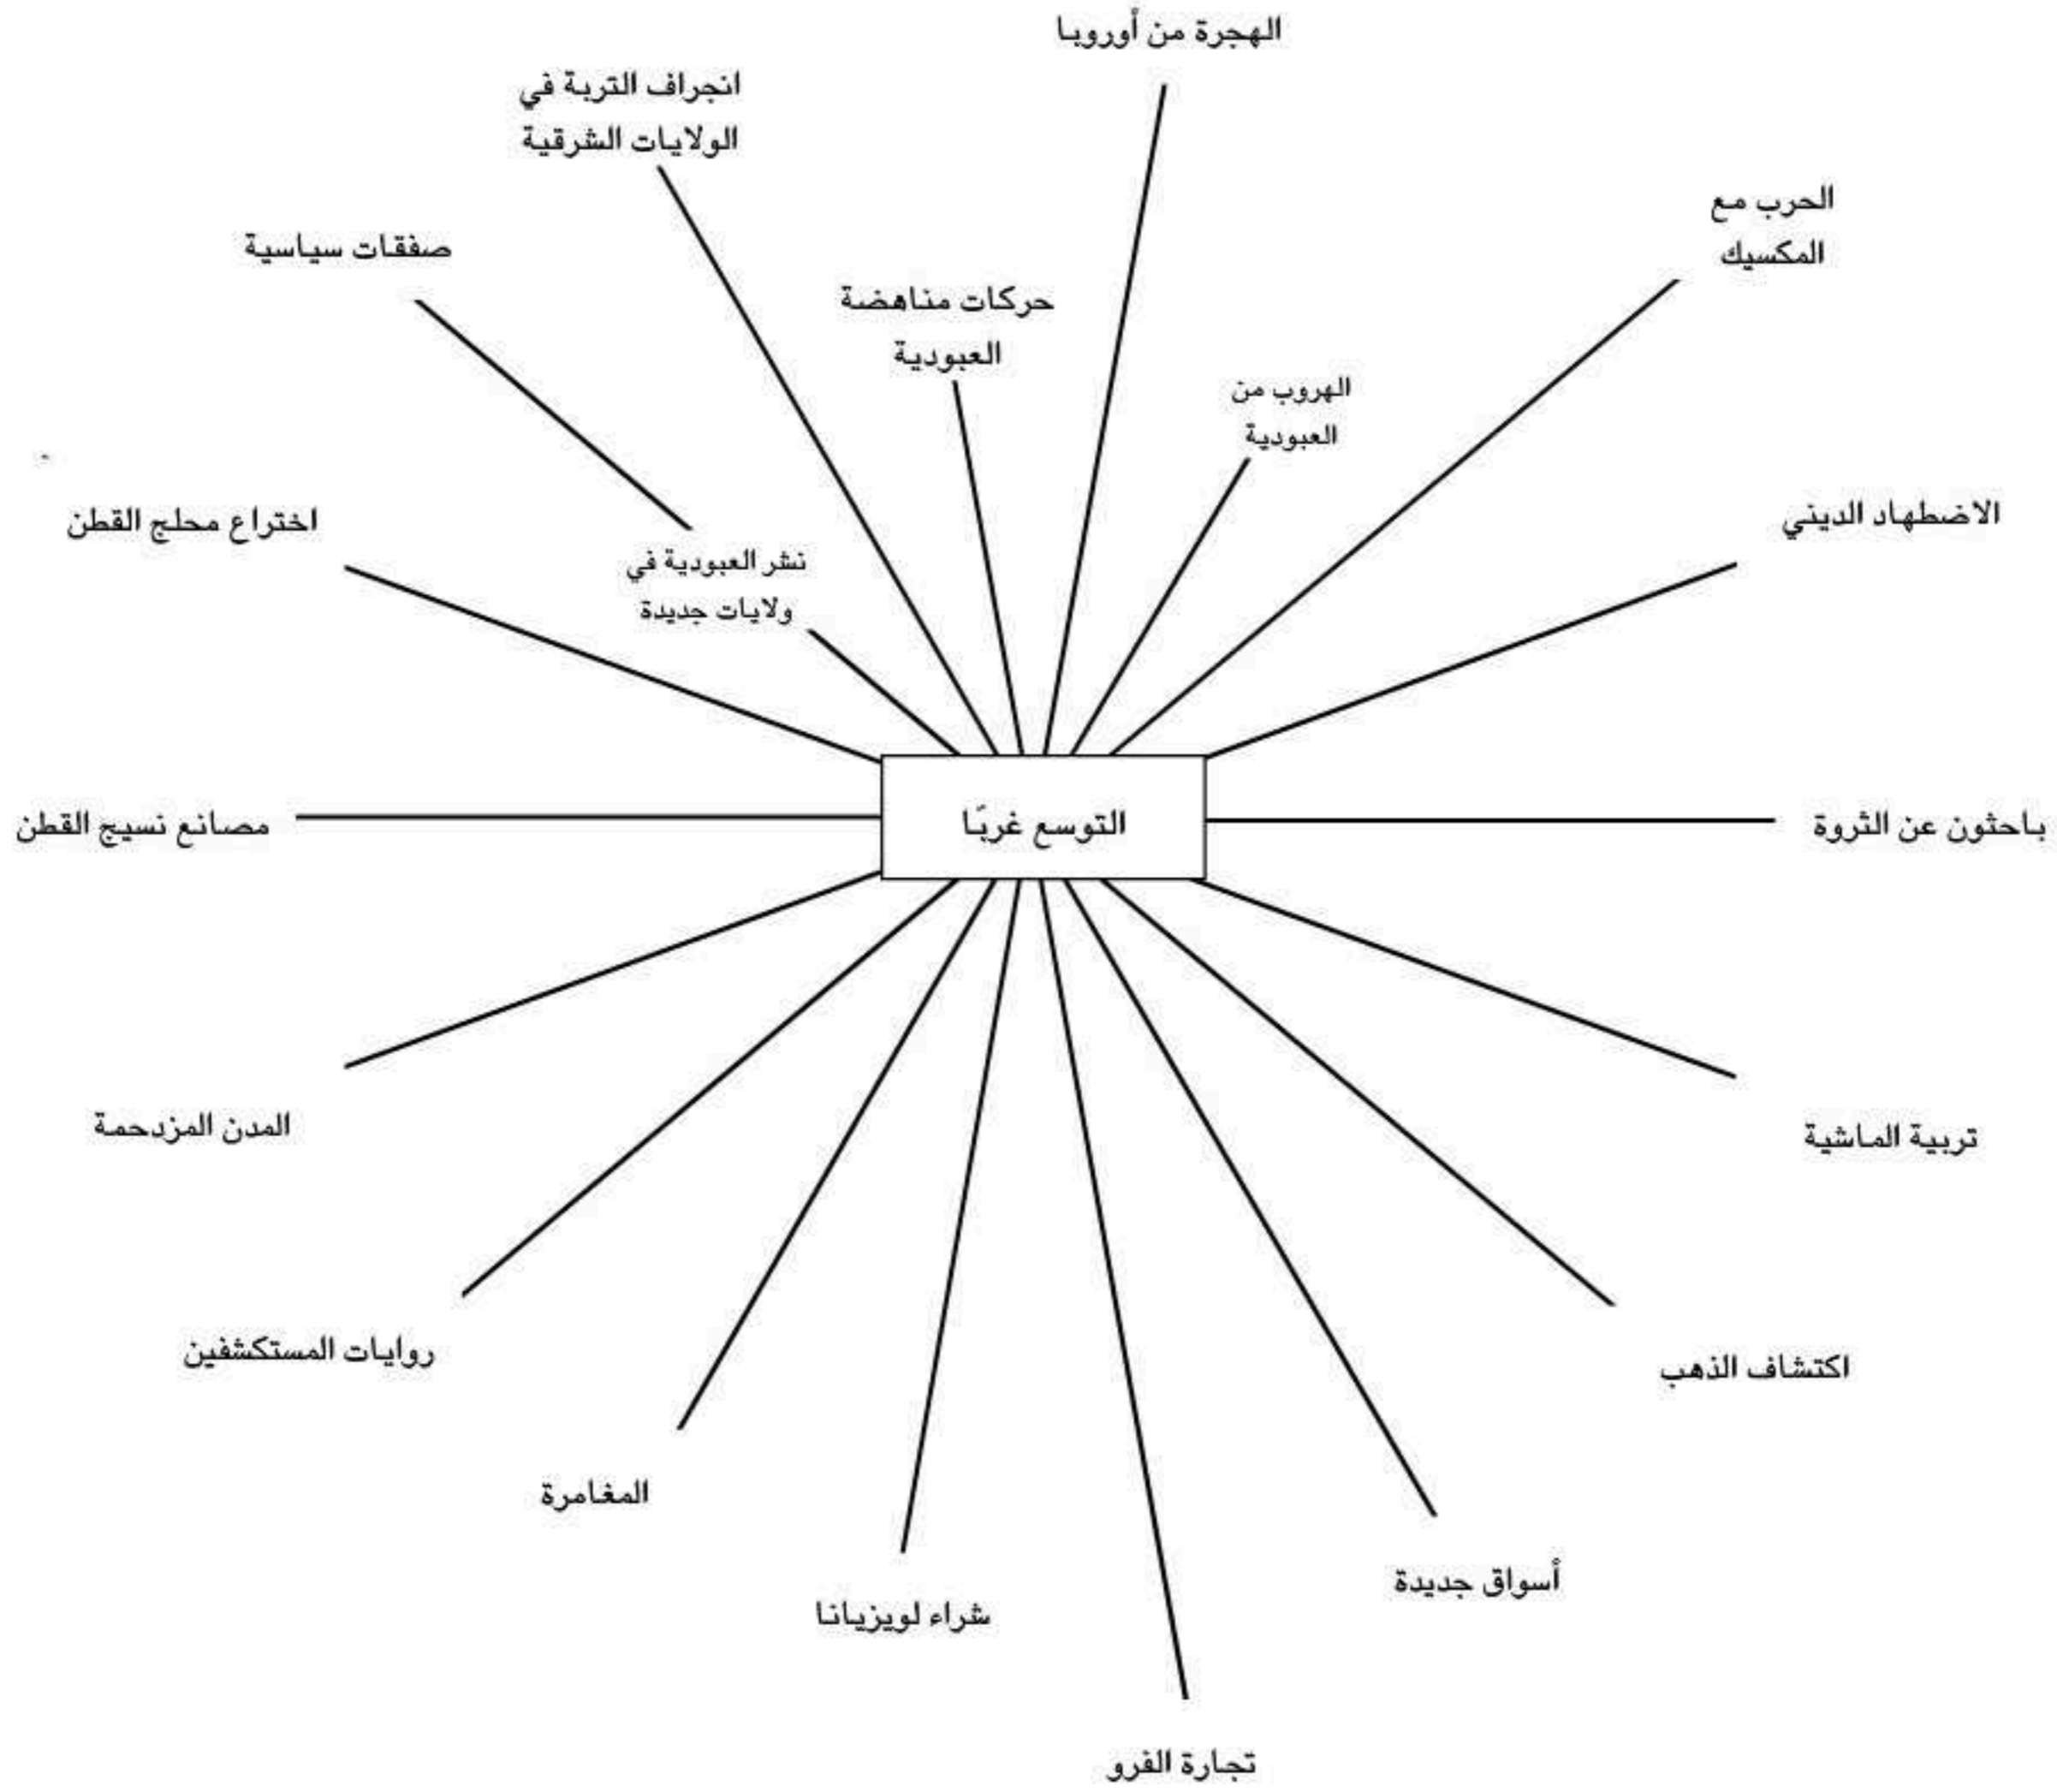 الهجرة من أوروبا
انجراف التربة في
الولايات الشرقية
الحرب مع
المكسيك
صفقات سياسية
حركات مناهضة
العبودية
الهروب من
العبودية
الاضطهاد الديني
اختراع محلج القطن
نشر العبودية في
ولايات جديدة
باحثون عن الثروة
التوسع غربًا
مصانع نسيج القطن
تربية الماشية
المدن المزدحمة
اكتشاف الذهب
روايات المستكشفين
المغامرة
أسواق جديدة
شراء لويزيانا
تجارة الفرو